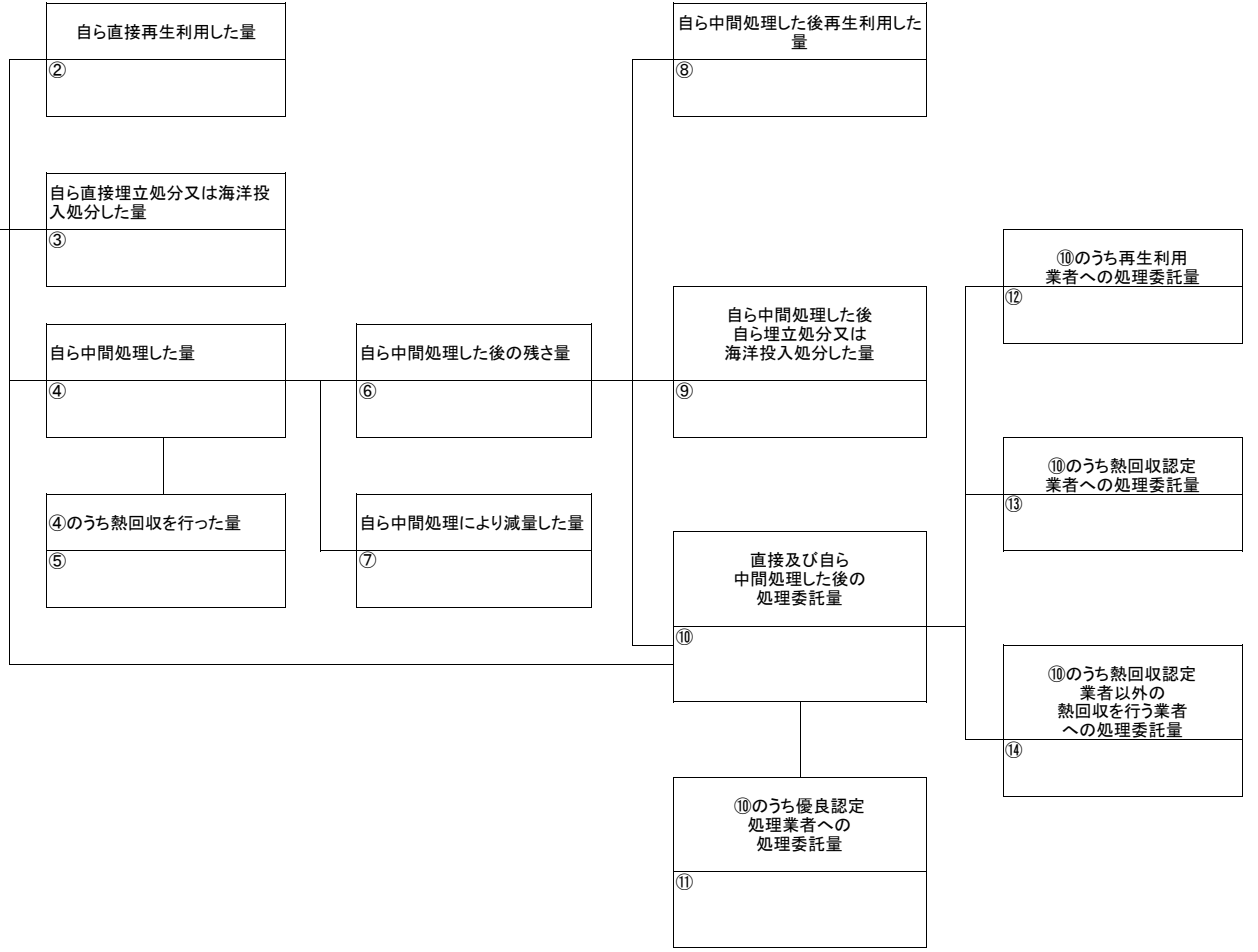 自ら直接再生利用した量
②
自ら直接埋立処分又は海洋投
入処分した量
③
自ら中間処理した量
④
④のうち熱回収を行った量
⑤
自ら中間処理した後の残さ量
⑥
自ら中間処理により減量した量
⑦
自ら中間処理した後再生利用した
量
⑧
自ら中間処理した後
自ら埋立処分又は
海洋投入処分した量
⑨
直接及び自ら
中間処理した後の
処理委託量
⑩
⑩のうち優良認定
処理業者への
処理委託量
⑪
⑩のうち再生利用
業者への処理委託量
⑫
⑩のうち熱回収認定
業者への処理委託量
⑬
⑩のうち熱回収認定
業者以外の
熱回収を行う業者
への処理委託量
⑭